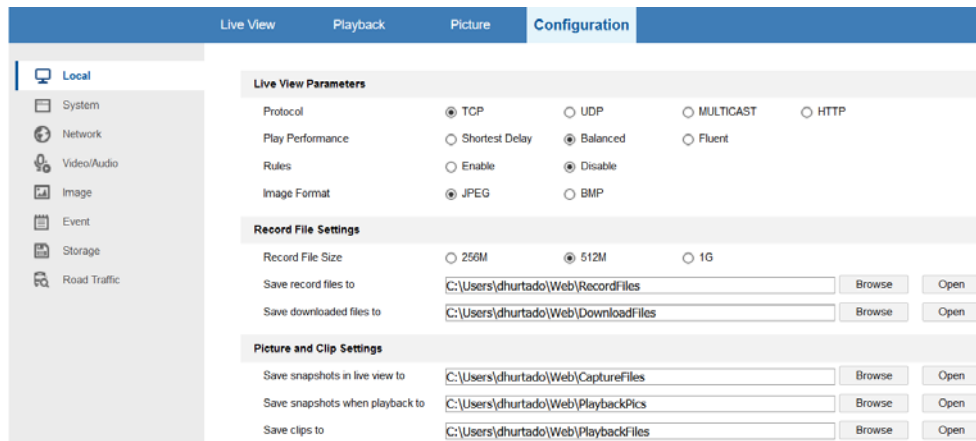 Live View Playback Picture Configuration
Local
System
Network
Video/Audio
Image
Event
Storage
Road Traffic
Live View Parameters
Protocol TCP UDP MULTICAST HTTP
Play Performance Shortest Delay Balanced Fluent
Rules Enable Disable
Image Format JPEG BMP
Record File Settings
Record File Size 256M 512M 1G
Save record files to C:\Users\dhurtado\Web\RecordFiles Browse Open
Save downloaded files to C:\Users\dhurtado\Web\DownloadFiles Browse Open
Picture and Clip Settings
Save snapshots in live view to C:\Users\dhurtado\Web\CaptureFiles Browse Open
Save snapshots when playback to C:\Users\dhurtado\Web\PlaybackPics Browse Open
Save clips to C:\Users\dhurtado\Web\PlaybackFiles Browse Open